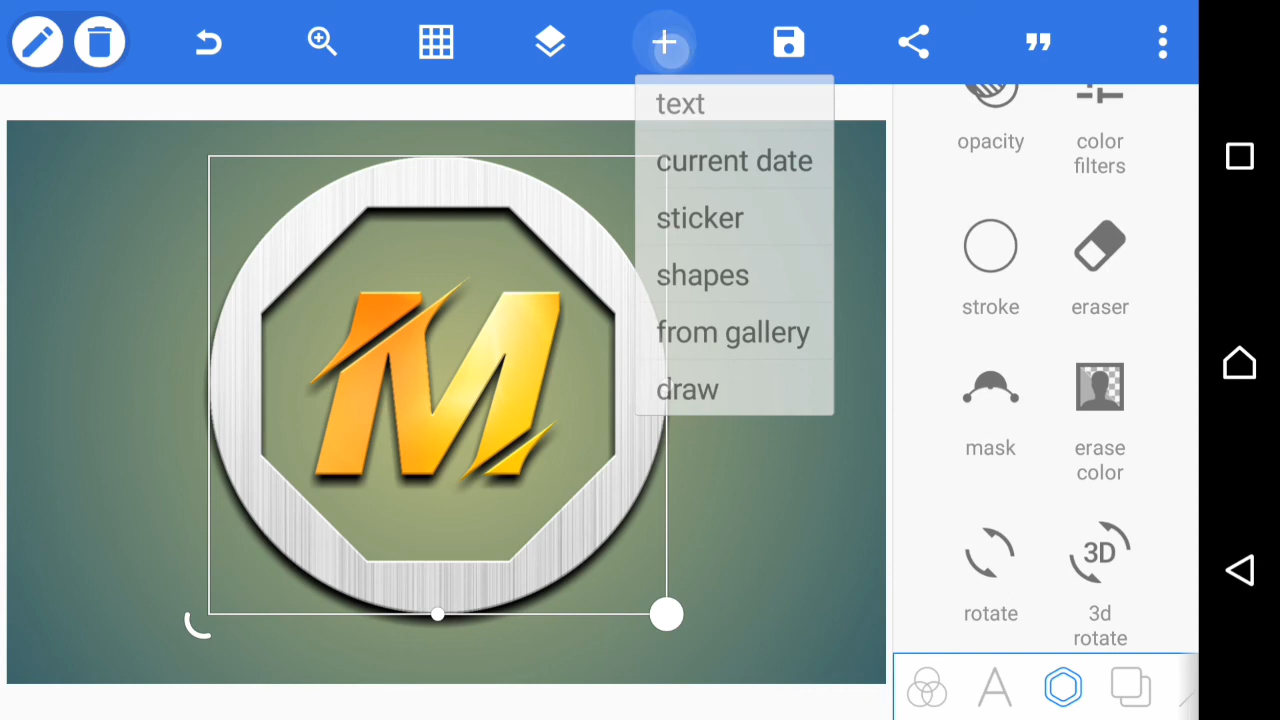 text
current date
sticker
shapes
from gallery
draw
opacity
color
filters
stroke
eraser
mask
erase
color
rotate
3D
3d
rotate
M
A